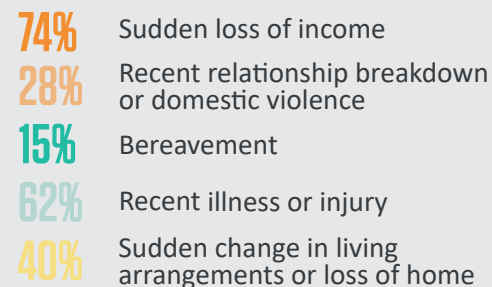 74% Sudden loss of income
28% Recent relationship breakdown
or domestic violence
15% Bereavement
62% Recent illness or injury
40% Sudden change in living
arrangements or loss of home